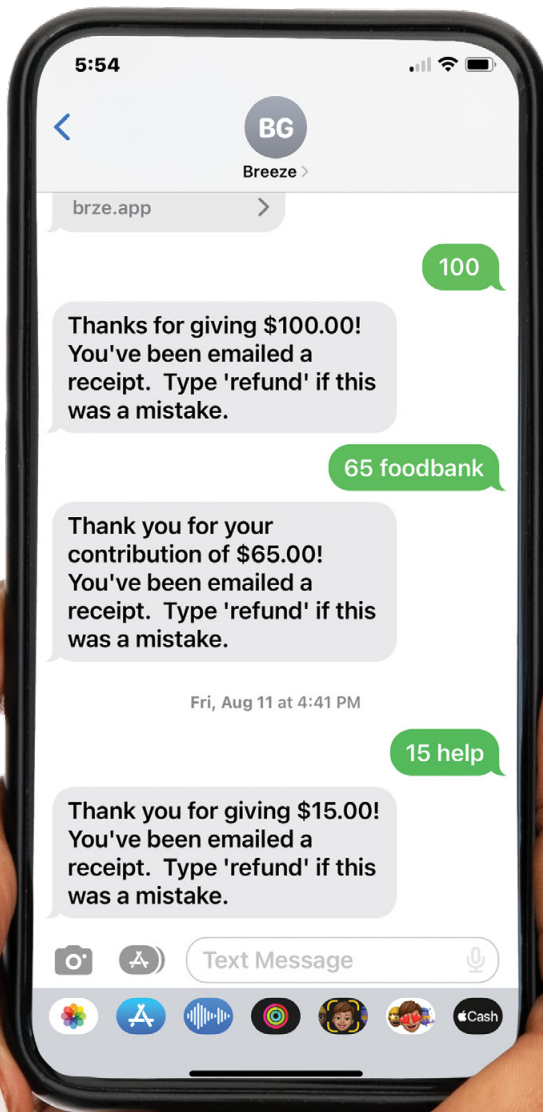 5:54
BG
Breeze
brze.app
100
Thanks for giving $100.00!
You've been emailed a
receipt.  Type 'refund' if this
was a mistake.
65 foodbank
Thank you for your
contribution of $65.00!
You've been emailed a
receipt.  Type 'refund' if this
was a mistake.
Fri, Aug 11 at 4:41 PM
15 help
Thank you for giving $15.00!
You've been emailed a
receipt.  Type 'refund' if this
was a mistake.
Text Message
Cash